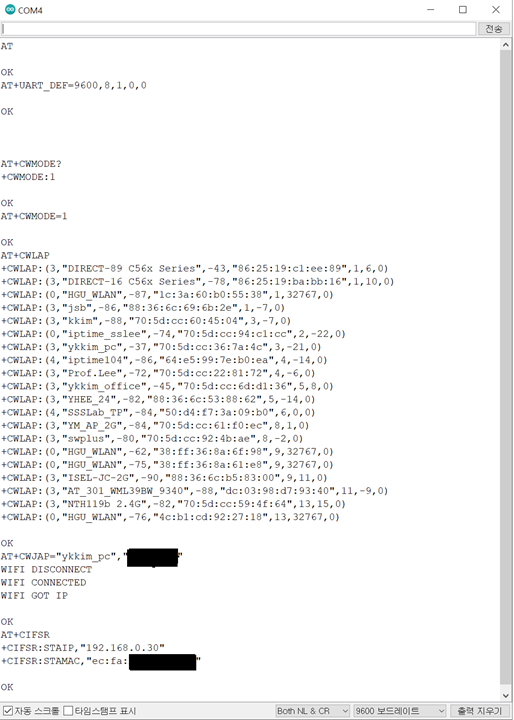 COM4
전송
AT
OK
AT+UART_DEF=9600,8,1,0,0
OK
AT+CWMODE?
+CWMODE:1
OK
AT+CWMODE=1
OK
AT+CWLAP
+CWLAP:(3,"DIRECT-89 C56x Series",-43,"86:25:19:c1:ee:89",1,6,0)
+CWLAP:(3,"DIRECT-16 C56x Series",-78,"86:25:19:ba:bb:16",1,10,0)
+CWLAP:(0,"HGU_WLAN",-87,"1c:3a:60:b0:55:38",1,32767,0)
+CWLAP:(3,"jsb",-86,"88:36:6c:69:6b:2e",1,-7,0)
+CWLAP:(3,"kkim",-88,"70:5d:cc:60:45:04",3,-7,0)
+CWLAP:(0,"iptime_sslee",-74,"70:5d:cc:94:c1:cc",2,-22,0)
+CWLAP:(3,"ykkim_pc",-37,"70:5d:cc:36:7a:4c",3,-21,0)
+CWLAP:(4,"iptime104",-86,"64:e5:99:7e:b0:ea",4,-14,0)
+CWLAP:(3,"Prof.Lee",-72,"70:5d:cc:22:81:72",4,-6,0)
+CWLAP:(3,"ykkim_office",-45,"70:5d:cc:6d:d1:36",5,8,0)
+CWLAP:(3,"YHEE_24",-82,"88:36:6c:53:88:62",5,-14,0)
+CWLAP:(4,"SSSLab_TP",-84,"50:d4:f7:3a:09:b0",6,0,0)
+CWLAP:(3,"YM_AP_2G",-84,"70:5d:cc:61:f0:ec",8,1,0)
+CWLAP:(3,"swplus",-80,"70:5d:cc:92:4b:ae",8,-2,0)
+CWLAP:(0,"HGU_WLAN",-62,"38:ff:36:8a:6f:98",9,32767,0)
+CWLAP:(0,"HGU_WLAN",-75,"38:ff:36:8a:61:e8",9,32767,0)
+CWLAP:(3,"ISEL-JC-2G",-90,"88:36:6c:b5:83:00",9,11,0)
+CWLAP:(3,"AT_301_WML39BW_9340",-88,"dc:03:98:d7:93:40",11,-9,0)
+CWLAP:(3,"NTH119b 2.4G",-82,"70:5d:cc:59:4f:64",13,15,0)
+CWLAP:(0,"HGU_WLAN",-76,"4c:b1:cd:92:27:18",13,32767,0)
OK
AT+CWJAP="ykkim_pc",""
WIFI DISCONNECT
WIFI CONNECTED
WIFI GOT IP
OK
AT+CIFSR
+CIFSR:STAIP,"192.168.0.30"
+CIFSR:STAMAC,"ec:fa:"
OK
자동 스크롤 타임스탬프 표시 Both NL & CR 9600 보드레이트 출력 지우기